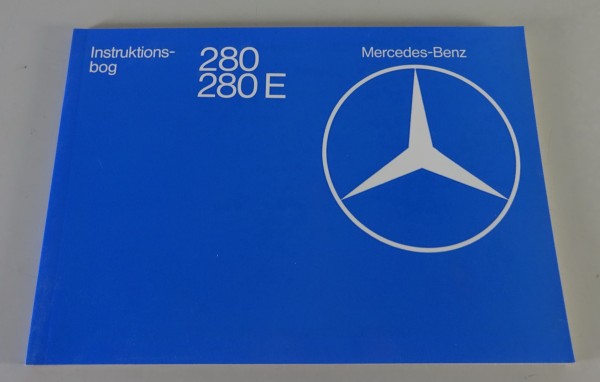 Instruktions-
bog
280
280 E
Mercedes-Benz